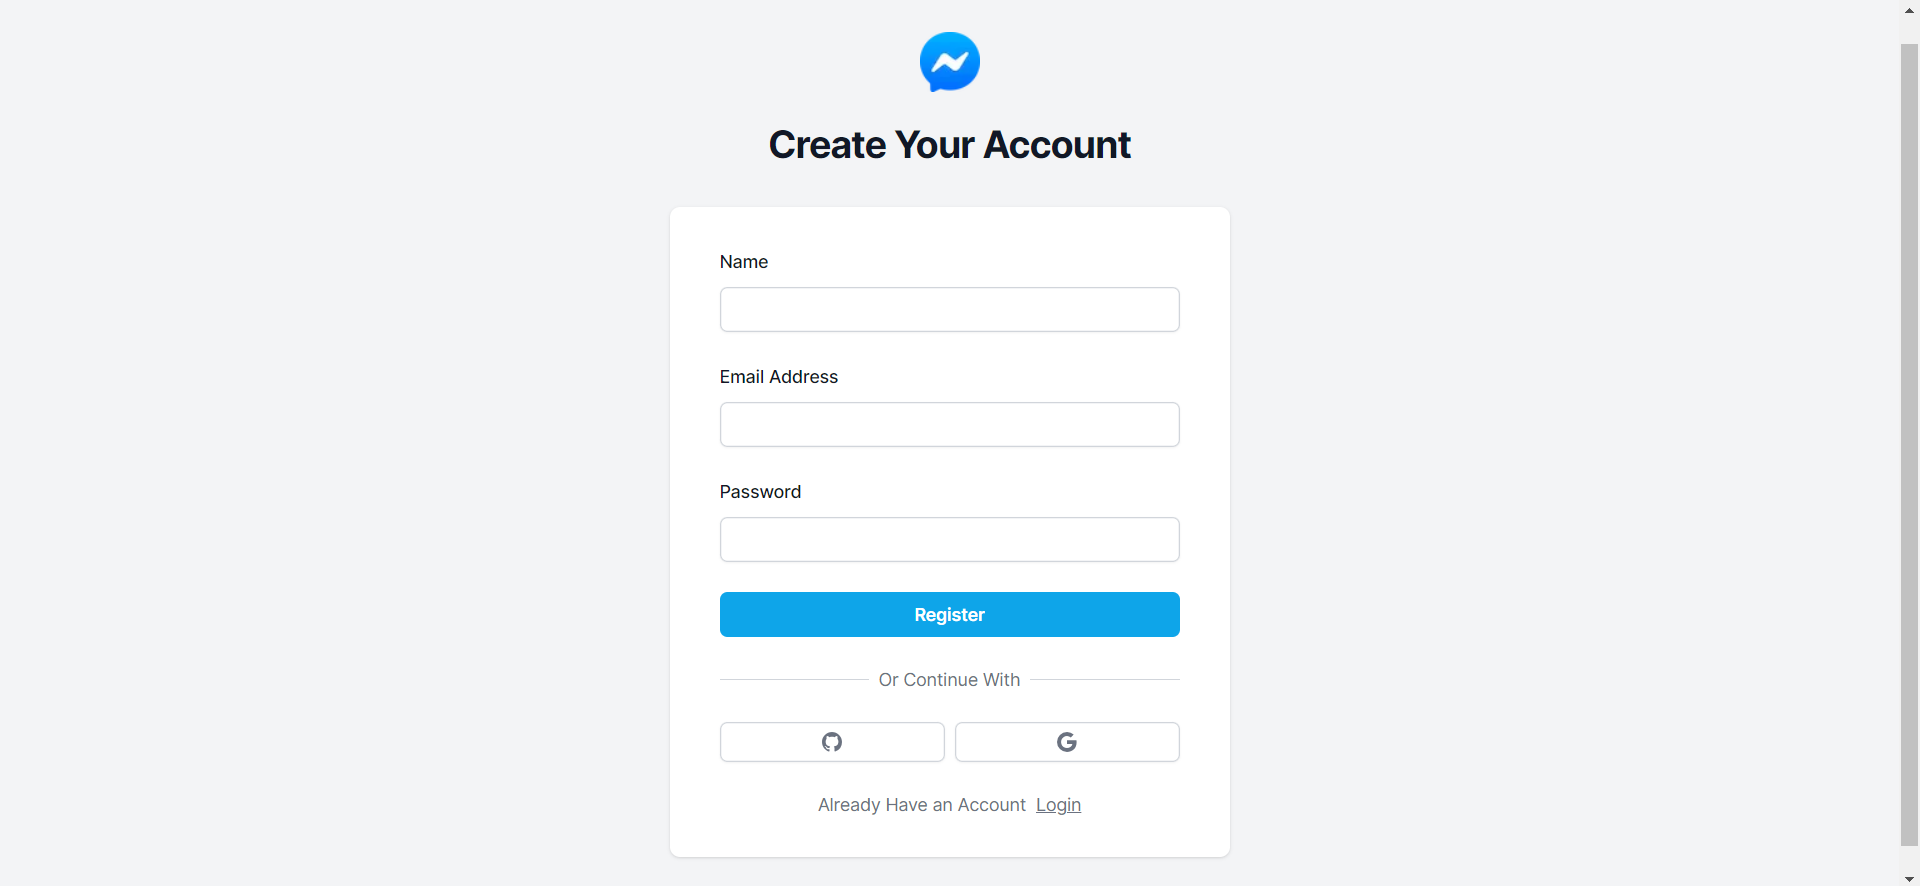 Create Your Account
Name
Email Address
Password
Register
Or Continue With
Already Have an Account Login